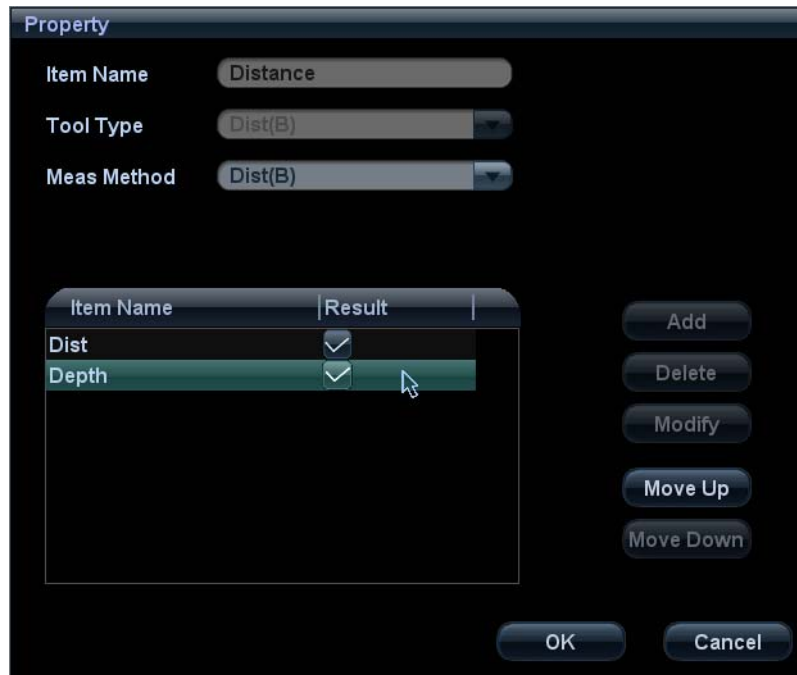 Property
Item Name Distance
Tool Type Dist(B)
Meas Method Dist(B)
Item Name Result
Dist
Depth
Add
Delete
Modify
Move Up
Move Down
OK Cancel